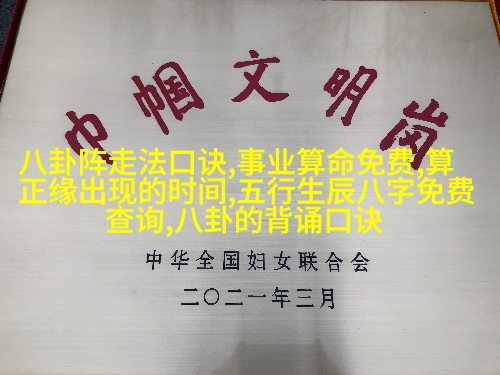 巾帼文明岗
八卦阵走法口诀,事业算命免费,算
正缘出现的时间,五行生辰八字免费
查询,八卦的背诵口诀
中华全国妇女联合会
二〇二一年三月